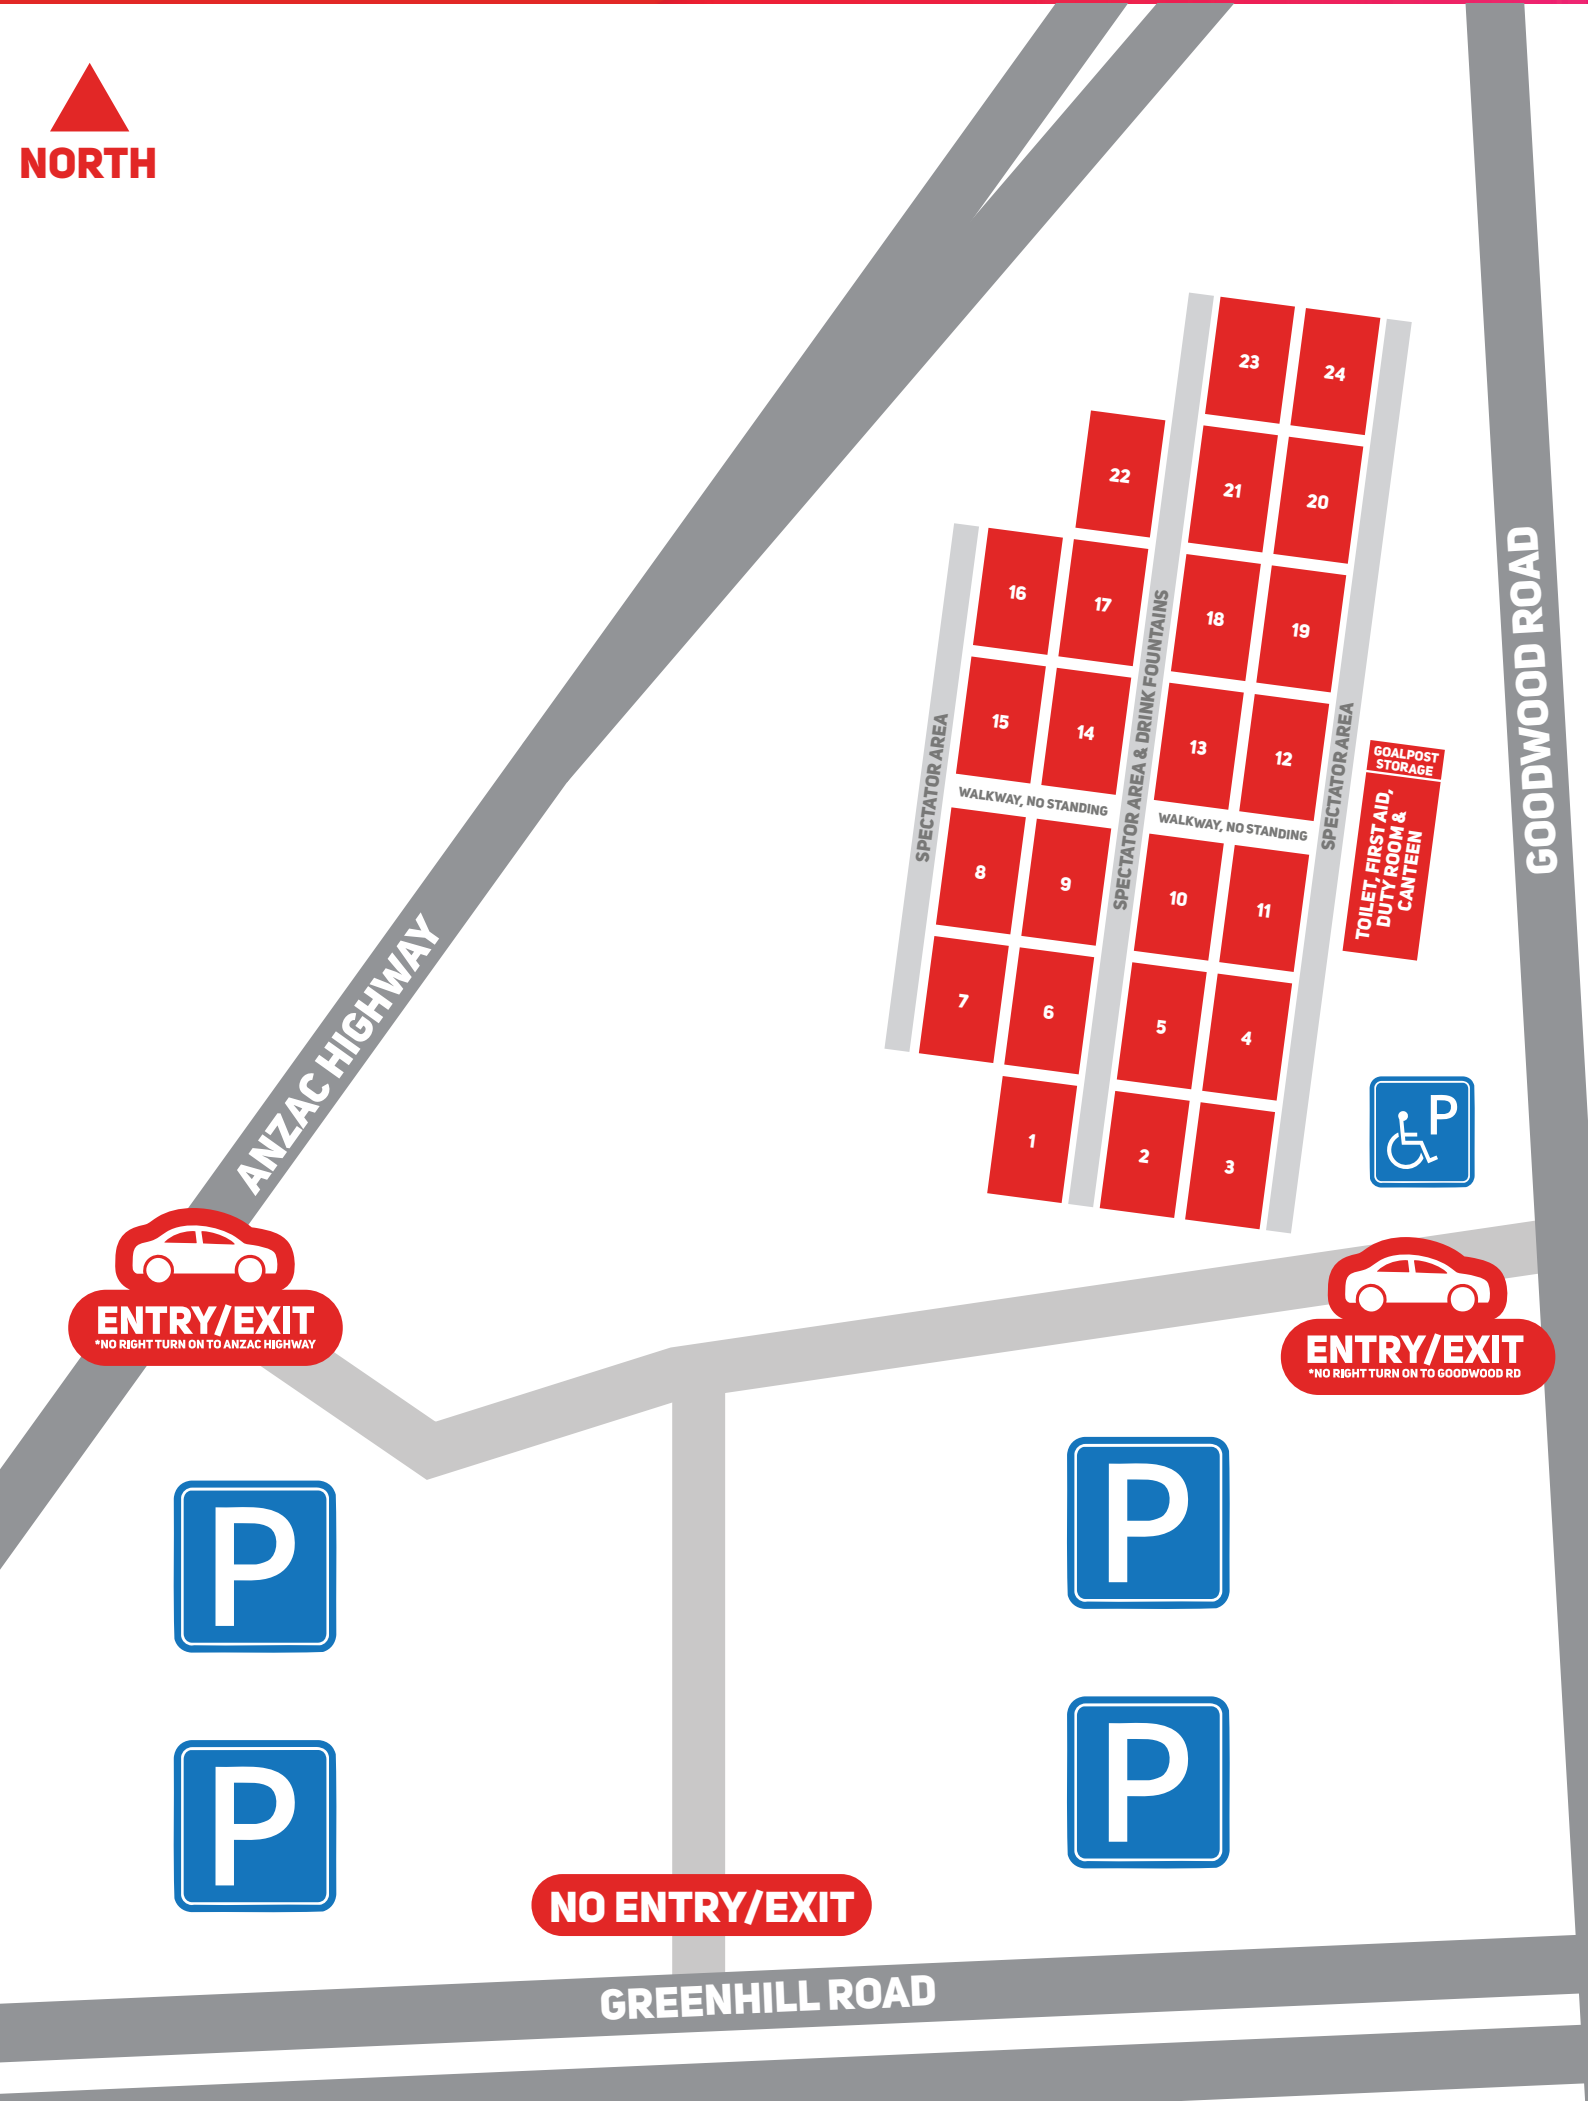 NORTH
23
24
22
21
20
16
17
18
19
15
14
13
12
GOODWOOD ROAD
SPECTATOR AREA
SPECTATOR AREA & DRINK FOUNTAINS
SPECTATOR AREA
GOALPOST
STORAGE
WALKWAY, NO STANDING
WALKWAY, NO STANDING
TOILET, FIRST AID,
DUTY ROOM &
CANTEEN
8
9
10
11
7
6
5
4
1
2
3
P
ANZAC HIGHWAY
ENTRY/EXIT
*NO RIGHT TURN ON TO ANZAC HIGHWAY
ENTRY/EXIT
*NO RIGHT TURN ON TO GOODWOOD RD
P
P
P
P
NO ENTRY/EXIT
GREENHILL ROAD